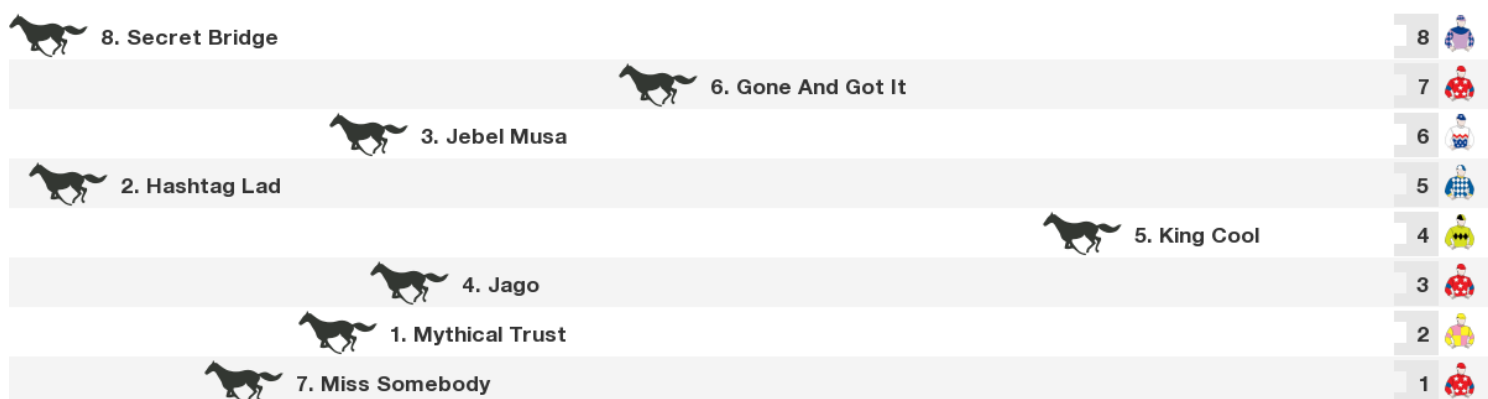 8. Secret Bridge 8
6. Gone And Got It 7
3. Jebel Musa 6
2. Hashtag Lad 5
5. King Cool 4
4. Jago 3
1. Mythical Trust 2
7. Miss Somebody 1